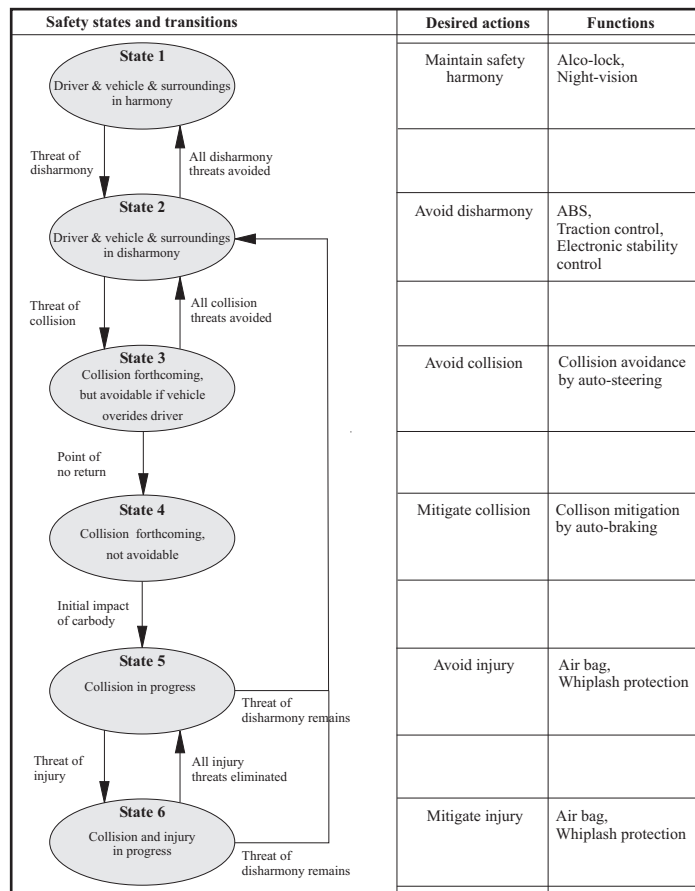 Safety states and transitions
Desired actions
Functions
State 1
Driver & vehicle & surroundings
in harmony
Maintain safety
harmony
Alco-lock,
Night-vision
Threat of
disharmony
All disharmony
threats avoided
State 2
Driver & vehicle & surroundings
in disharmony
Avoid disharmony
ABS,
Traction control,
Electronic stability
control
Threat of
collision
All collision
threats avoided
State 3
Collision forthcoming,
but avoidable if vehicle
overides driver
Avoid collision
Collision avoidance
by auto-steering
Point of
no return
State 4
Collision forthcoming,
not avoidable
Mitigate collision
Collison mitigation
by auto-braking
Initial impact
of carbody
State 5
Collision in progress
Threat of
disharmony remains
Avoid injury
Air bag,
Whiplash protection
Threat of
injury
All injury
threats eliminated
State 6
Collision and injury
in progress
Threat of
disharmony remains
Mitigate injury
Air bag,
Whiplash protection